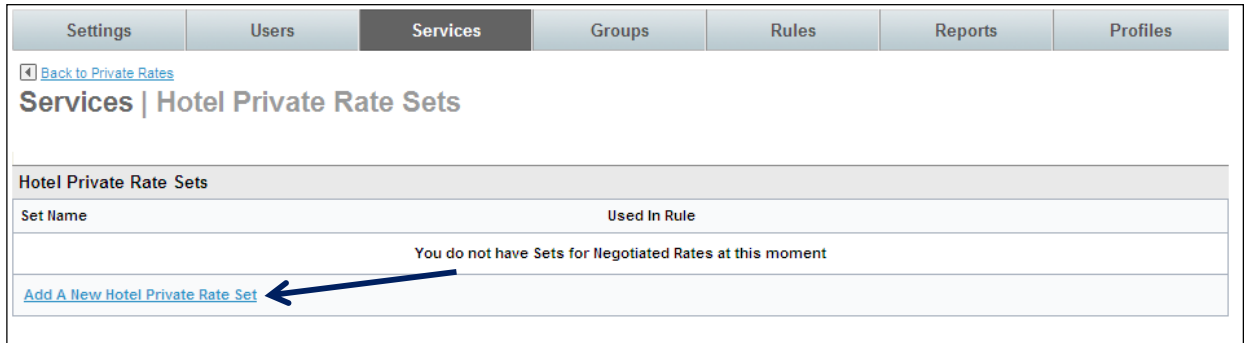 Settings Users Services Groups Rules Reports Profiles
Back to Private Rates
Services | Hotel Private Rate Sets
Hotel Private Rate Sets
Set Name Used In Rule
You do not have Sets for Negotiated Rates at this moment
Add A New Hotel Private Rate Set